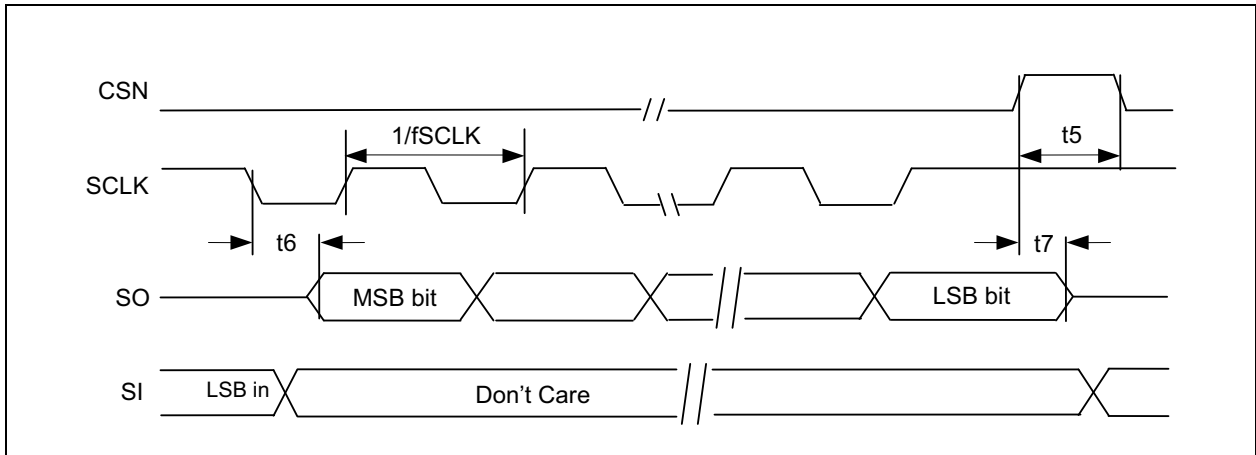 CSN
1/fSCLK
t5
SCLK
t6
t7
SO
MSB bit
LSB bit
SI
LSB in
Don't Care